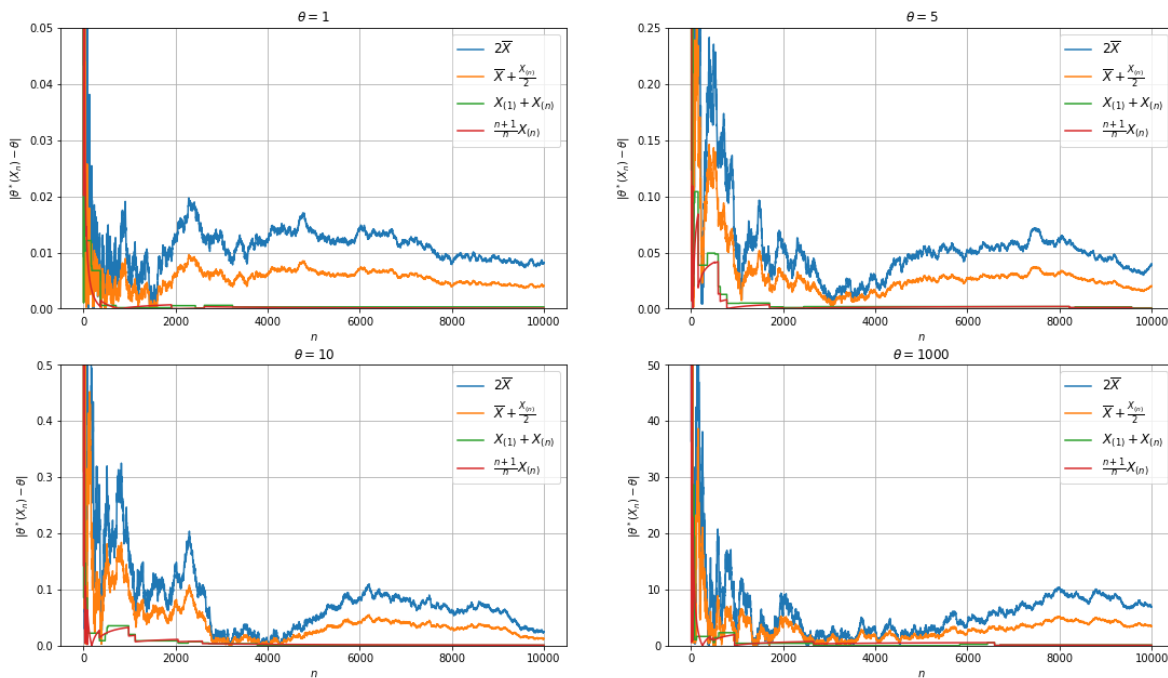 θ = 1
|θ*(X_n) − θ|
0.05
0.04
0.03
0.02
0.01
0.00
0 2000 4000 6000 8000 10000
n
2X̅
X̅ + X_(n)/2
X_(1) + X_(n)
(n+1)/n X_(n)
θ = 5
|θ*(X_n) − θ|
0.25
0.20
0.15
0.10
0.05
0.00
0 2000 4000 6000 8000 10000
n
2X̅
X̅ + X_(n)/2
X_(1) + X_(n)
(n+1)/n X_(n)
θ = 10
|θ*(X_n) − θ|
0.5
0.4
0.3
0.2
0.1
0.0
0 2000 4000 6000 8000 10000
n
2X̅
X̅ + X_(n)/2
X_(1) + X_(n)
(n+1)/n X_(n)
θ = 1000
|θ*(X_n) − θ|
50
40
30
20
10
0
0 2000 4000 6000 8000 10000
n
2X̅
X̅ + X_(n)/2
X_(1) + X_(n)
(n+1)/n X_(n)